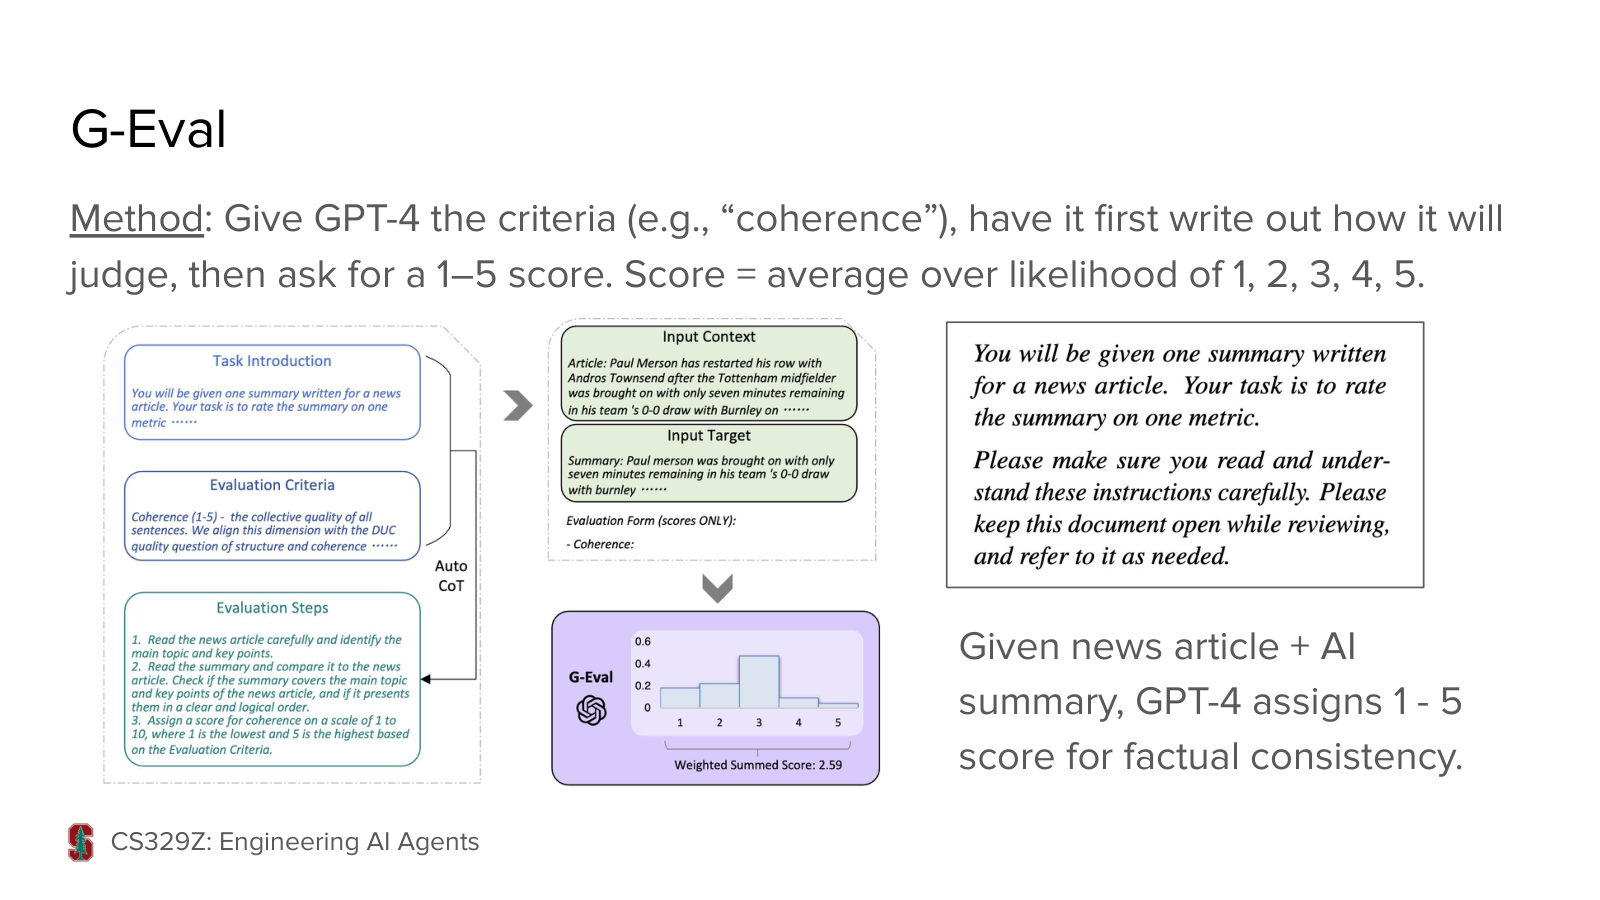 G-Eval
Method: Give GPT-4 the criteria (e.g., “coherence”), have it first write out how it will
judge, then ask for a 1–5 score. Score = average over likelihood of 1, 2, 3, 4, 5.
Task Introduction
You will be given one summary written for a news
article. Your task is to rate the summary on one
metric ······
Evaluation Criteria
Coherence (1-5) - the collective quality of all
sentences. We align this dimension with the DUC
quality question of structure and coherence ······
Auto
CoT
Evaluation Steps
1. Read the news article carefully and identify the
main topic and key points.
2. Read the summary and compare it to the news
article. Check if the summary covers the main topic
and key points of the news article, and if it presents
them in a clear and logical order.
3. Assign a score for coherence on a scale of 1 to
10, where 1 is the lowest and 5 is the highest based
on the Evaluation Criteria.
Input Context
Article: Paul Merson has restarted his row with
Andros Townsend after the Tottenham midfielder
was brought on with only seven minutes remaining
in his team 's 0-0 draw with Burnley on ······
Input Target
Summary: Paul merson was brought on with only
seven minutes remaining in his team 's 0-0 draw
with burnley ······
Evaluation Form (scores ONLY):
- Coherence:
G-Eval
0.6
0.4
0.2
0
1 2 3 4 5
Weighted Summed Score: 2.59
You will be given one summary written
for a news article. Your task is to rate
the summary on one metric.
Please make sure you read and under-
stand these instructions carefully. Please
keep this document open while reviewing,
and refer to it as needed.
Given news article + AI
summary, GPT-4 assigns 1 - 5
score for factual consistency.
CS329Z: Engineering AI Agents